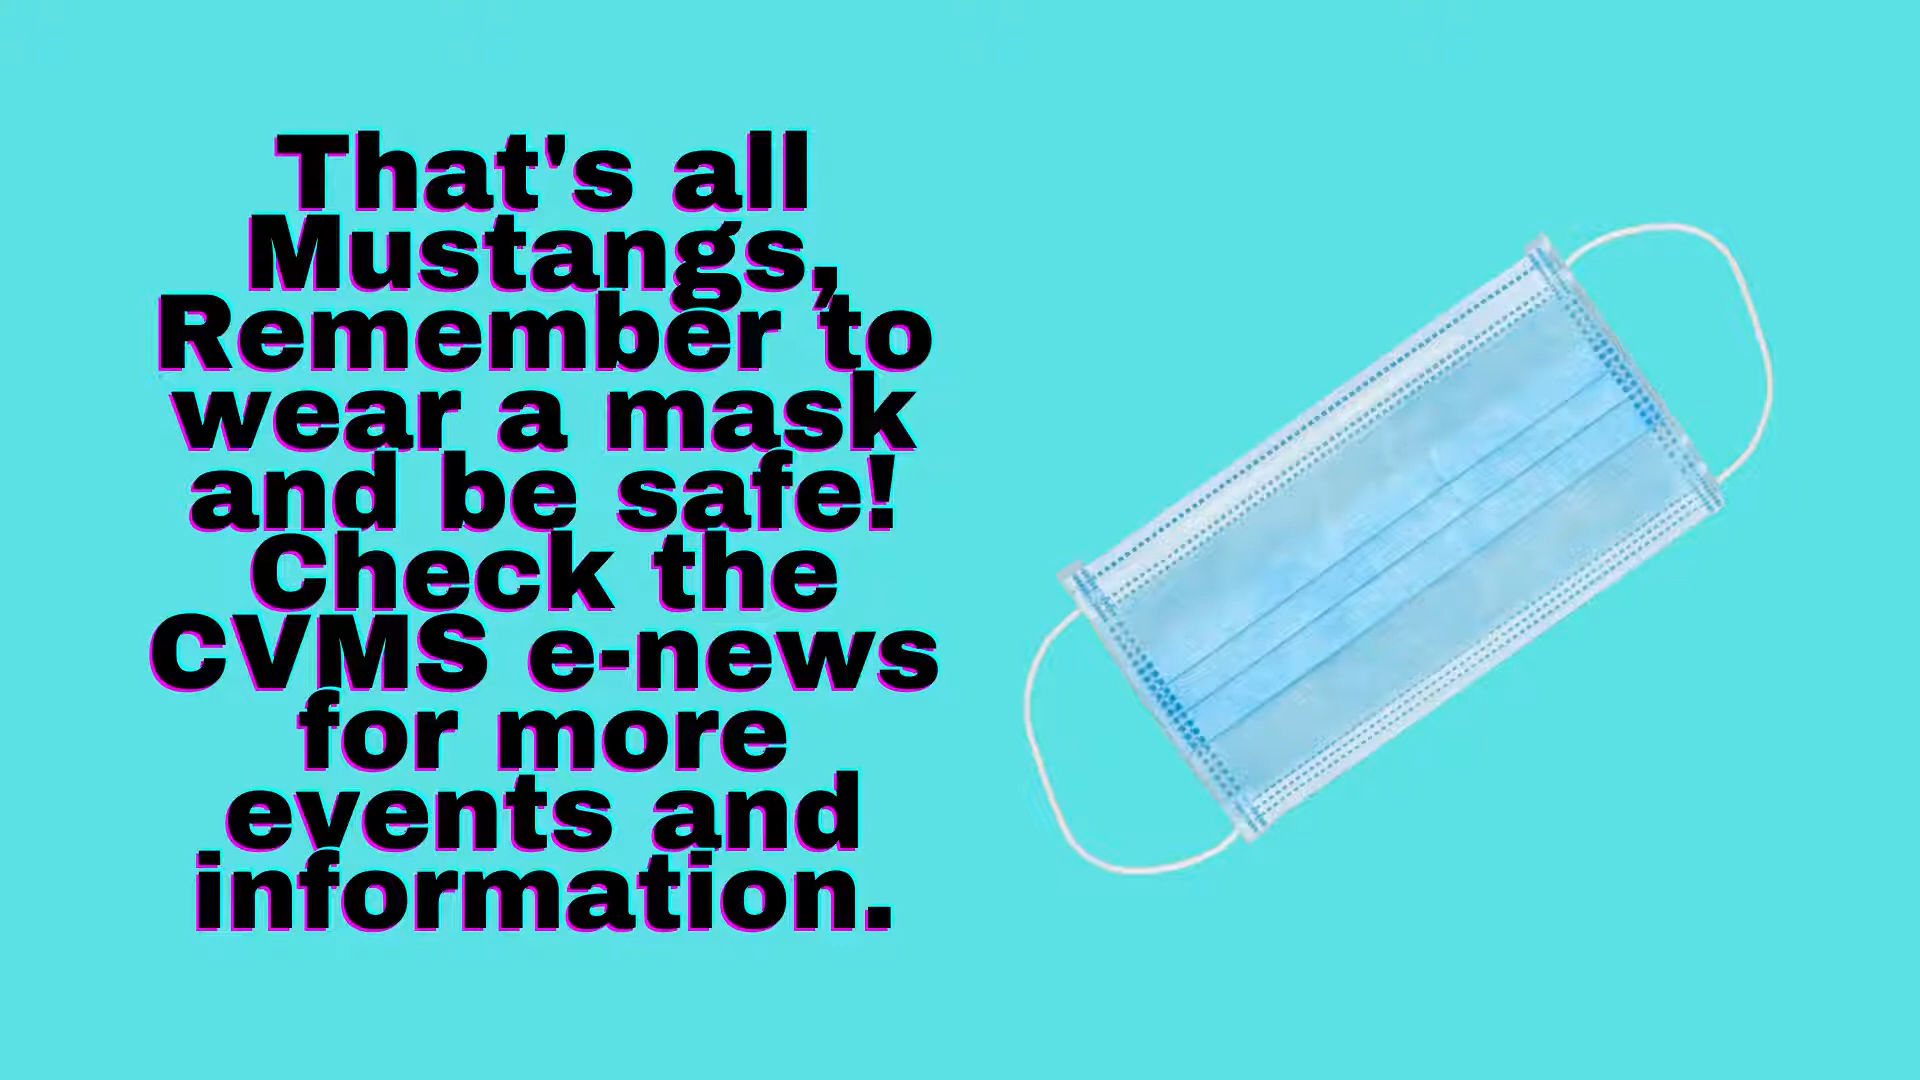 That's all
Mustangs,
Remember to
wear a mask
and be safe!
Check the
CVMS e-news
for more
events and
information.